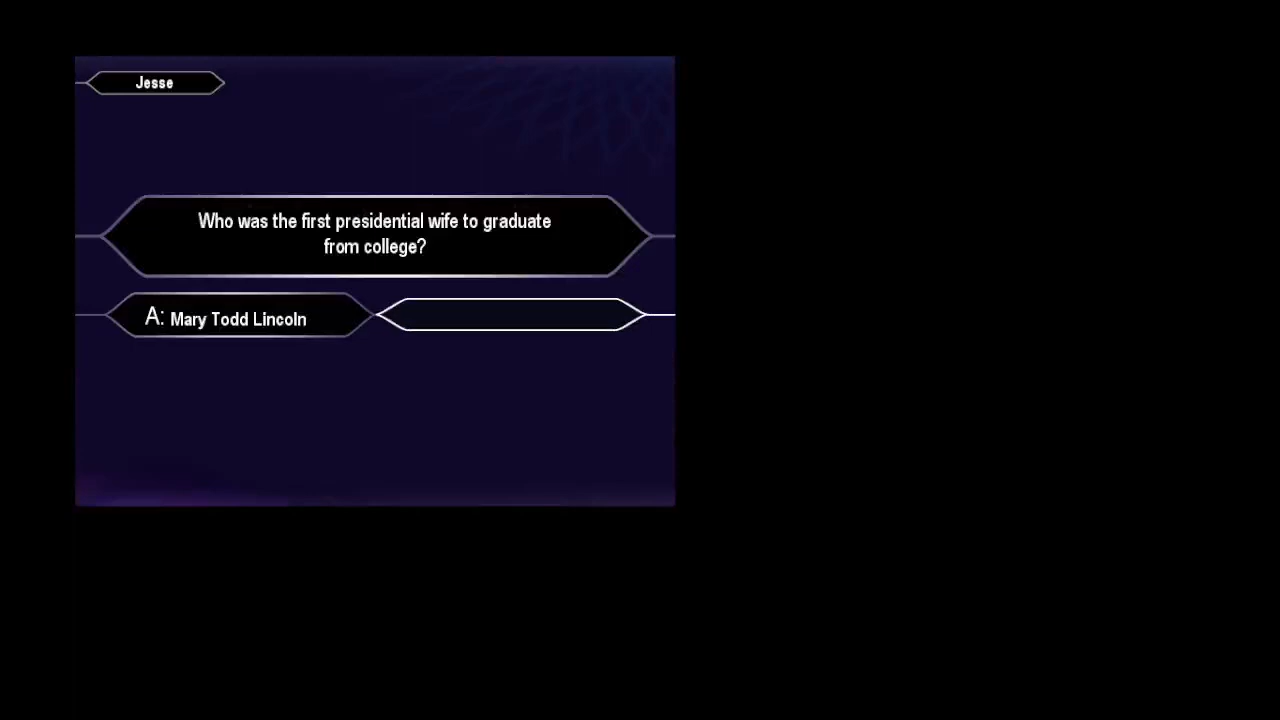 Jesse
Who was the first presidential wife to graduate
from college?
A: Mary Todd Lincoln